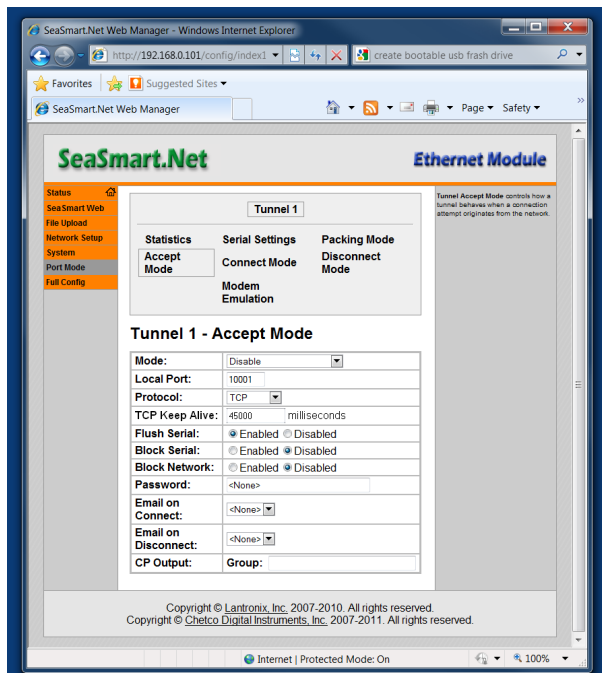 SeaSmart.Net Web Manager - Windows Internet Explorer
http://192.168.0.101/config/index1
create bootable usb frash drive
Favorites
Suggested Sites
SeaSmart.Net Web Manager
Page
Safety
»
SeaSmart.Net
Ethernet Module
Status
SeaSmart Web
File Upload
Network Setup
System
Port Mode
Full Config
Tunnel 1
Statistics
Serial Settings
Packing Mode
Accept Mode
Connect Mode
Disconnect Mode
Modem Emulation
Tunnel Accept Mode controls how a
tunnel behaves when a connection
attempt originates from the network.
Tunnel 1 - Accept Mode
Mode: Disable
Local Port: 10001
Protocol: TCP
TCP Keep Alive: 45000 milliseconds
Flush Serial: Enabled Disabled
Block Serial: Enabled Disabled
Block Network: Enabled Disabled
Password: <None>
Email on Connect: <None>
Email on Disconnect: <None>
CP Output: Group:
Copyright © Lantronix, Inc. 2007-2010. All rights reserved.
Copyright © Chetco Digital Instruments, Inc. 2007-2011. All rights reserved.
Internet | Protected Mode: On
100%